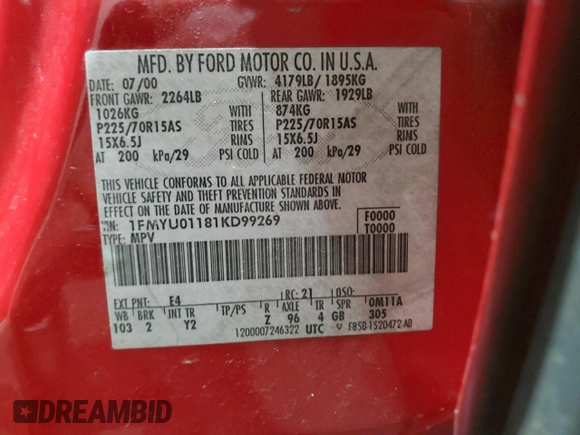 MFD. BY FORD MOTOR CO. IN U.S.A.
DATE: 07/00 GVWR: 4179LB/ 1895KG
FRONT GAWR: 2264LB REAR GAWR: 1929LB
1026KG WITH 874KG WITH
P225/70R15AS TIRES P225/70R15AS TIRES
15X6.5J RIMS 15X6.5J RIMS
AT 200 kPa/29 PSI COLD AT 200 kPa/29 PSI COLD
THIS VEHICLE CONFORMS TO ALL APPLICABLE FEDERAL MOTOR
VEHICLE SAFETY AND THEFT PREVENTION STANDARDS IN
EFFECT ON THE DATE OF MANUFACTURE SHOWN ABOVE.
VIN: 1FMYU01181KD99269 F0000
TYPE: MPV T0000
EXT PNT: E4 RC: 21 DSO:
WB BRK INT TR TP/PS R AXLE TR SPR 0M11A
103 2 Y2 Z 96 4 GB 305
1200007246322 UTC F85B-1520472-AB
DREAMBID